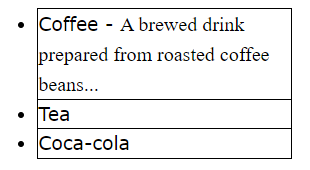 Coffee - A brewed drink
prepared from roasted coffee
beans...
Tea
Coca-cola